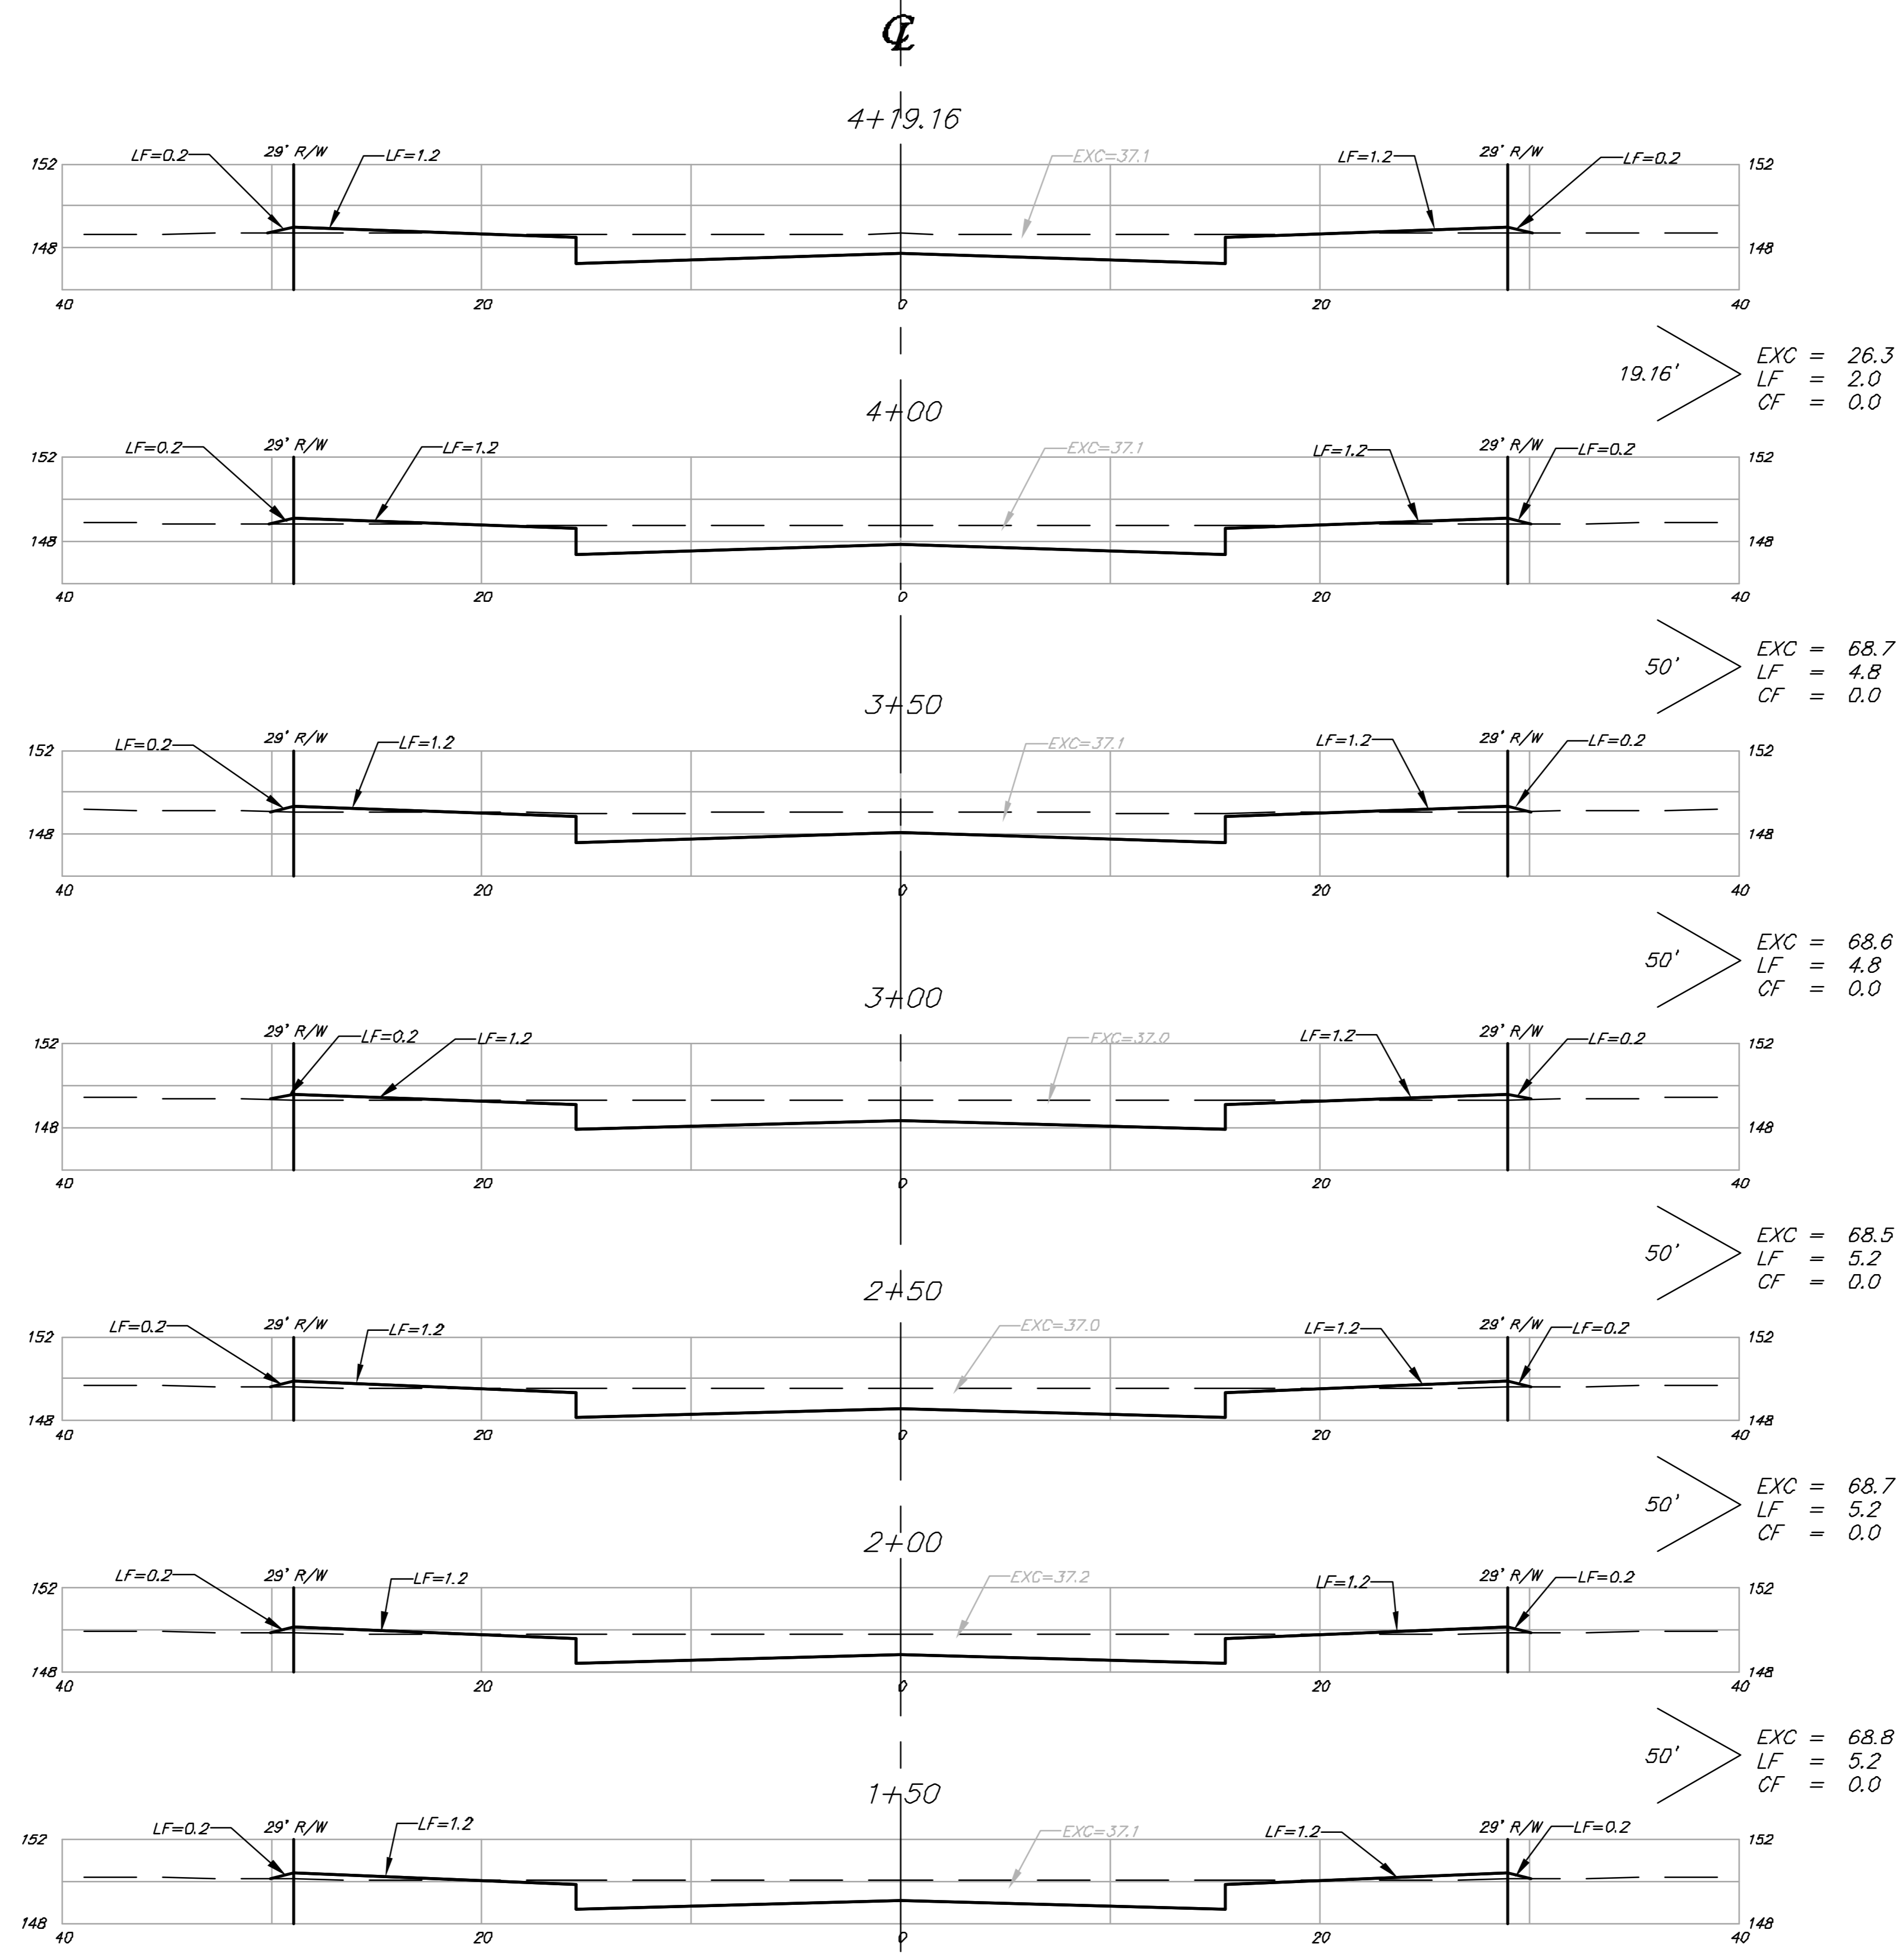 ℄
4+19.16
LF=0.2 29' R/W LF=1.2 EXC=37.1 LF=1.2 29' R/W LF=0.2
152 152
148 148
40 20 0 20 40
19.16'
EXC = 26.3
LF = 2.0
CF = 0.0
4+00
LF=0.2 29' R/W LF=1.2 EXC=37.1 LF=1.2 29' R/W LF=0.2
152 152
148 148
40 20 0 20 40
50'
EXC = 68.7
LF = 4.8
CF = 0.0
3+50
LF=0.2 29' R/W LF=1.2 EXC=37.1 LF=1.2 29' R/W LF=0.2
152 152
148 148
40 20 0 20 40
50'
EXC = 68.6
LF = 4.8
CF = 0.0
3+00
29' R/W LF=0.2 LF=1.2 EXC=37.0 LF=1.2 29' R/W LF=0.2
152 152
148 148
40 20 0 20 40
50'
EXC = 68.5
LF = 5.2
CF = 0.0
2+50
LF=0.2 29' R/W LF=1.2 EXC=37.0 LF=1.2 29' R/W LF=0.2
152 152
148 148
40 20 0 20 40
50'
EXC = 68.7
LF = 5.2
CF = 0.0
2+00
LF=0.2 29' R/W LF=1.2 EXC=37.2 LF=1.2 29' R/W LF=0.2
152 152
148 148
40 20 0 20 40
50'
EXC = 68.8
LF = 5.2
CF = 0.0
1+50
LF=0.2 29' R/W LF=1.2 EXC=37.1 LF=1.2 29' R/W LF=0.2
152 152
148 148
40 20 0 20 40